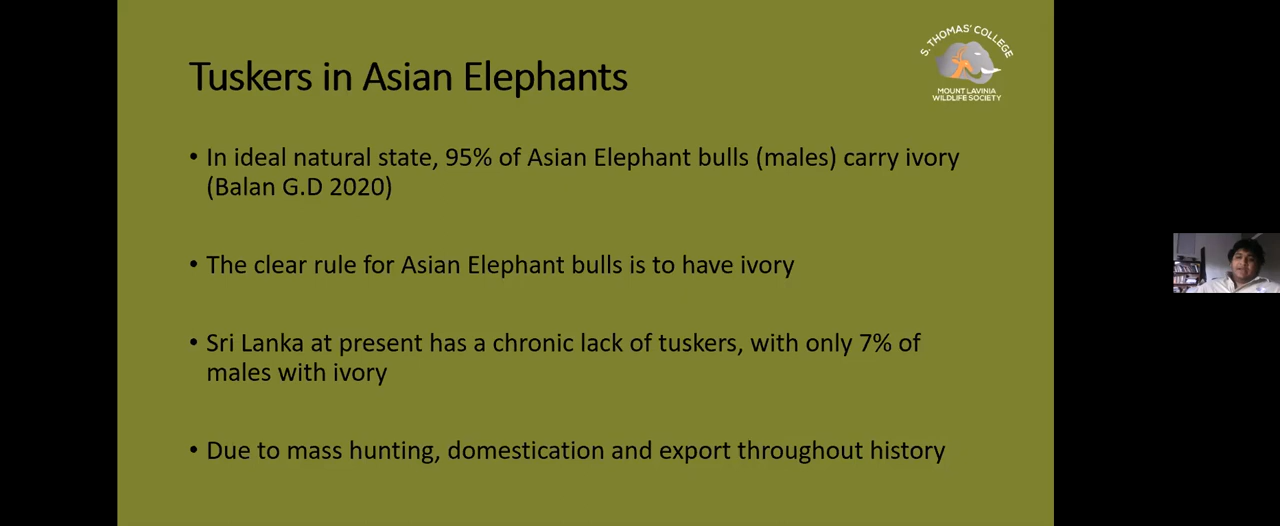 S. THOMAS' COLLEGE
MOUNT LAVINIA
WILDLIFE SOCIETY
Tuskers in Asian Elephants
• In ideal natural state, 95% of Asian Elephant bulls (males) carry ivory
(Balan G.D 2020)
• The clear rule for Asian Elephant bulls is to have ivory
• Sri Lanka at present has a chronic lack of tuskers, with only 7% of
males with ivory
• Due to mass hunting, domestication and export throughout history